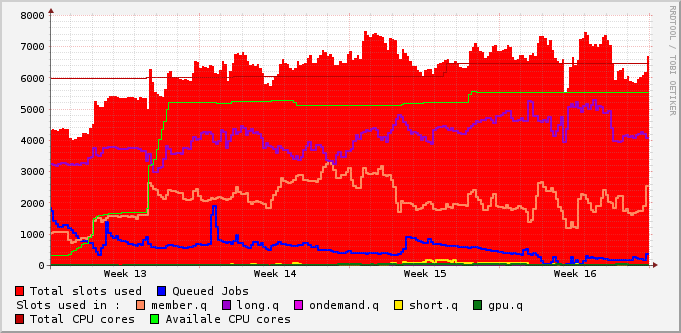 8000
7000
6000
5000
4000
3000
2000
1000
0
Week 13 Week 14 Week 15 Week 16
RRDTOOL / TOBI OETIKER
Total slots used Queued Jobs
Slots used in : member.q long.q ondemand.q short.q gpu.q
Total CPU cores Availale CPU cores